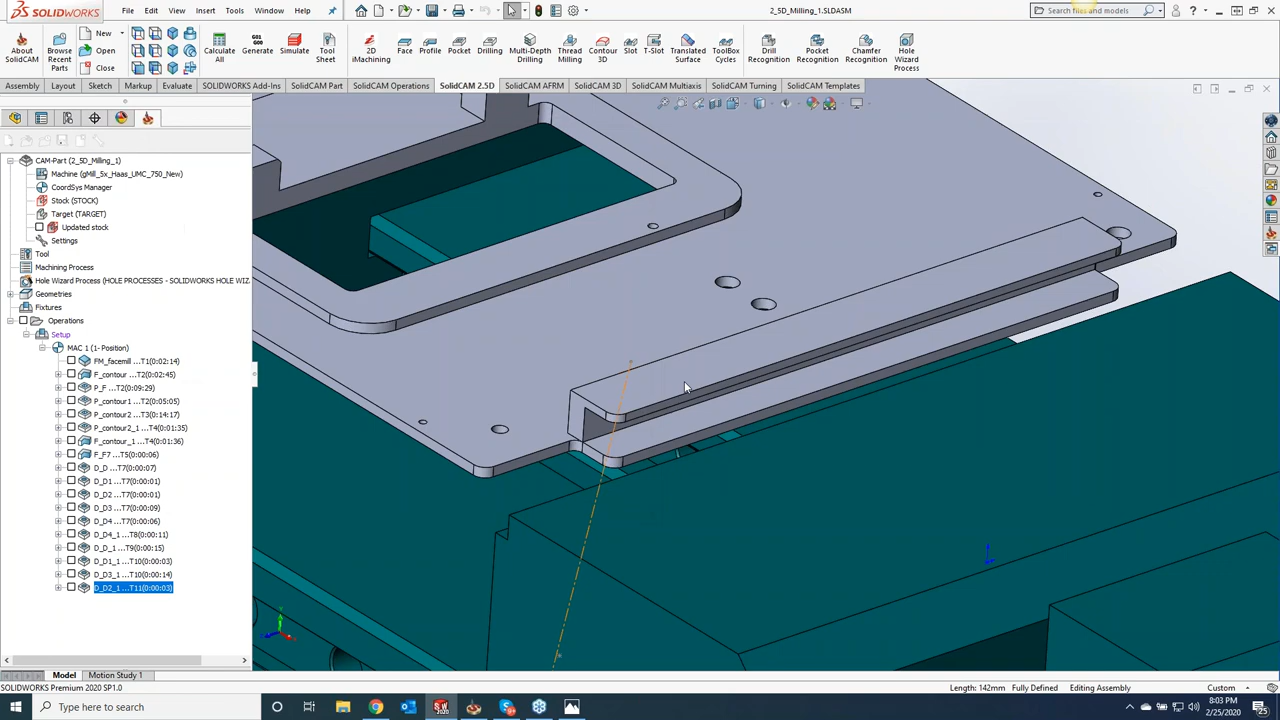 SOLIDWORKS File Edit View Insert Tools Window Help 2_5D_Milling_1.SLDASM Search files and models
About SolidCAM Browse Recent Parts New Open Close Calculate All Generate Simulate Tool Sheet 2D iMachining Face Profile Pocket Drilling Multi-Depth Drilling Thread Milling Contour 3D Slot T-Slot Translated Surface ToolBox Cycles Drill Recognition Pocket Recognition Chamfer Recognition Hole Wizard Process
G01 G00
Assembly Layout Sketch Markup Evaluate SOLIDWORKS Add-Ins SolidCAM Part SolidCAM Operations SolidCAM 2.5D SolidCAM AFRM SolidCAM 3D SolidCAM Multiaxis SolidCAM Turning SolidCAM Templates
CAM-Part (2_5D_Milling_1)
Machine (gMill_5x_Haas_UMC_750_New)
CoordSys Manager
Stock (STOCK)
Target (TARGET)
Updated stock
Settings
Tool
Machining Process
Hole Wizard Process (HOLE PROCESSES - SOLIDWORKS HOLE WIZ
Geometries
Fixtures
Operations
Setup
MAC 1 (1- Position)
FM_facemill ...T1(0:02:14)
F_contour ...T2(0:02:45)
P_F ...T2(0:09:29)
P_contour1 ...T2(0:05:05)
P_contour2 ...T3(0:14:17)
P_contour2_1 ...T4(0:01:35)
F_contour_1 ...T4(0:01:36)
F_F7 ...T5(0:00:06)
D_D ...T7(0:00:07)
D_D1 ...T7(0:00:01)
D_D2 ...T7(0:00:01)
D_D3 ...T7(0:00:09)
D_D4 ...T7(0:00:06)
D_D4_1 ...T8(0:00:11)
D_D_1 ...T9(0:00:15)
D_D1_1 ...T10(0:00:03)
D_D3_1 ...T10(0:00:14)
D_D2_1 ...T11(0:00:03)
Model Motion Study 1
SOLIDWORKS Premium 2020 SP1.0 Length: 142mm Fully Defined Editing Assembly Custom
Type here to search 8:03 PM
2/25/2020 25